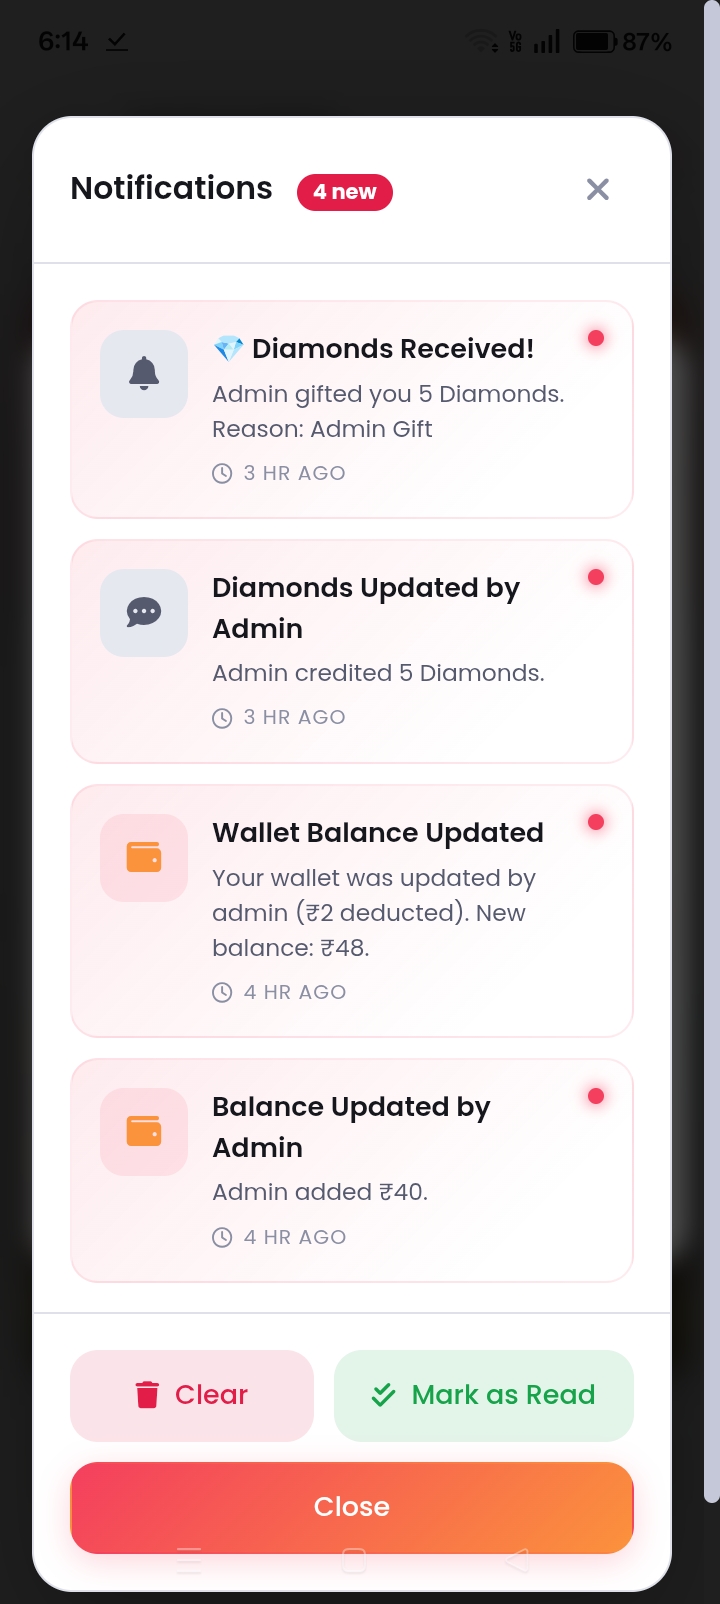 6:14
Vo 5G
87%
Notifications 4 new
💎 Diamonds Received!
Admin gifted you 5 Diamonds.
Reason: Admin Gift
3 HR AGO
Diamonds Updated by
Admin
Admin credited 5 Diamonds.
3 HR AGO
Wallet Balance Updated
Your wallet was updated by
admin (₹2 deducted). New
balance: ₹48.
4 HR AGO
Balance Updated by
Admin
Admin added ₹40.
4 HR AGO
Clear
Mark as Read
Close